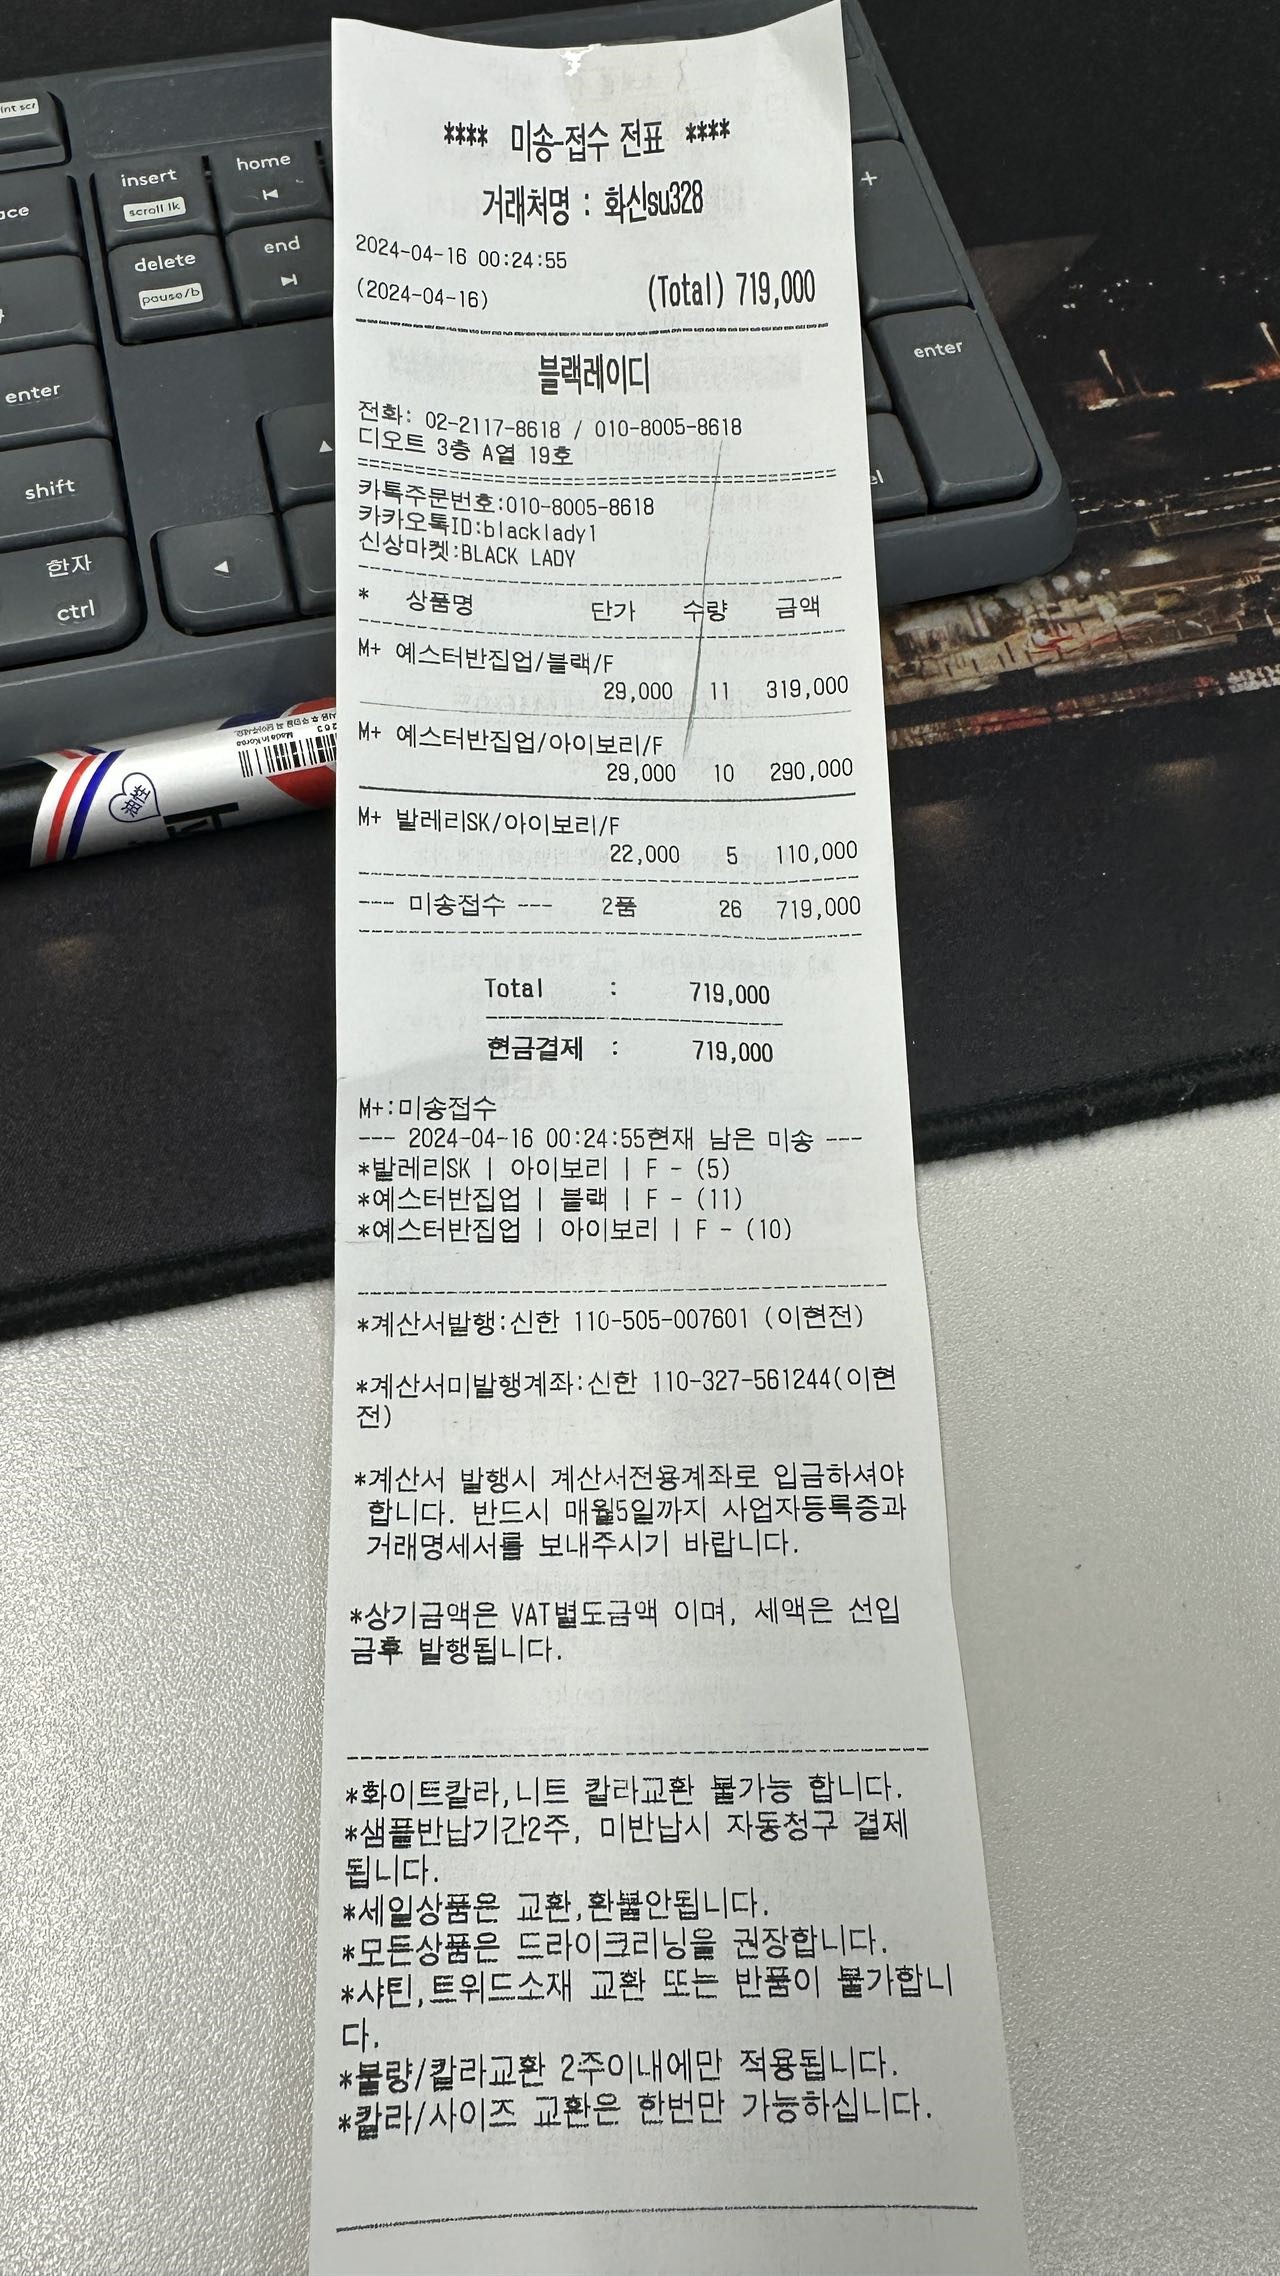 **** 미송-접수 전표 ****
거래처명 : 화신su328
2024-04-16 00:24:55
(2024-04-16) (Total) 719,000
블랙레이디
전화: 02-2117-8618 / 010-8005-8618
디오트 3층 A열 19호
카톡주문번호:010-8005-8618
카카오톡ID:blacklady1
신상마켓:BLACK LADY
* 상품명 단가 수량 금액
M+ 예스터반집업/블랙/F
29,000 11 319,000
M+ 예스터반집업/아이보리/F
29,000 10 290,000
M+ 발레리SK/아이보리/F
22,000 5 110,000
--- 미송접수 --- 2품 26 719,000
Total : 719,000
현금결제 : 719,000
M+:미송접수
--- 2024-04-16 00:24:55현재 남은 미송 ---
*발레리SK | 아이보리 | F - (5)
*예스터반집업 | 블랙 | F - (11)
*예스터반집업 | 아이보리 | F - (10)
*계산서발행:신한 110-505-007601 (이현전)
*계산서미발행계좌:신한 110-327-561244(이현
전)
*계산서 발행시 계산서전용계좌로 입금하셔야
합니다. 반드시 매월5일까지 사업자등록증과
거래명세서를 보내주시기 바랍니다.
*상기금액은 VAT별도금액 이며, 세액은 선입
금후 발행됩니다.
*화이트칼라,니트 칼라교환 불가능 합니다.
*샘플반납기간2주, 미반납시 자동청구 결제
됩니다.
*세일상품은 교환,환불안됩니다.
*모든상품은 드라이크리닝을 권장합니다.
*샤틴,트위드소재 교환 또는 반품이 불가합니
다.
*불량/칼라교환 2주이내에만 적용됩니다.
*칼라/사이즈 교환은 한번만 가능하십니다.
insert
scroll lk
home
delete
pause/b
end
enter
shift
한자
ctrl
+
enter
Made in Korea